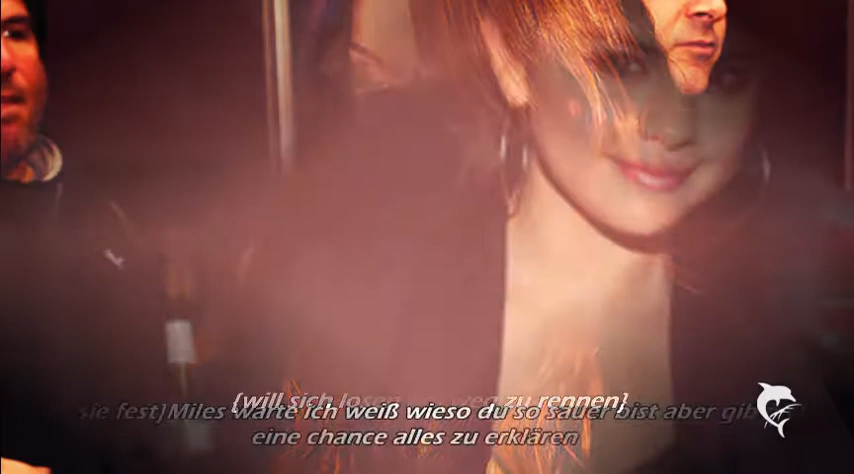 {will sich losen weg zu rennen}
sie fest}Miles warte ich weiß wieso du so sauer bist aber gib
eine chance alles zu erklären